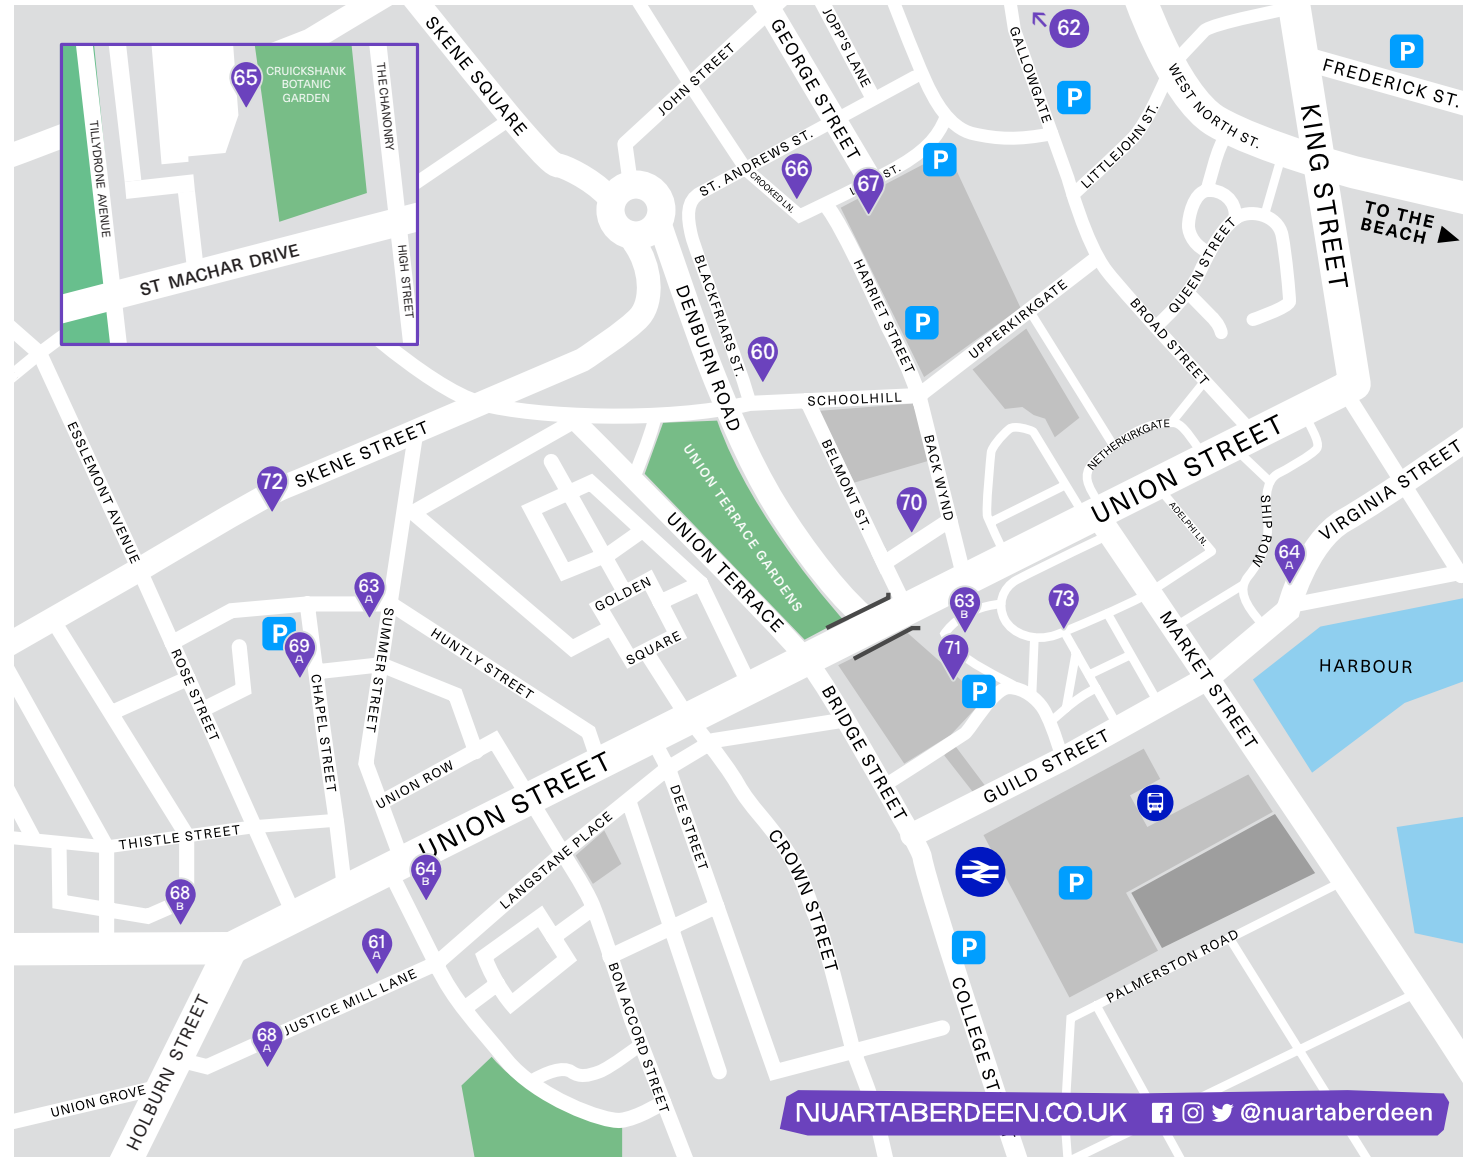 62
P
P
FREDERICK ST.
SKENE SQUARE
JOHN STREET
GEORGE STREET
JOPP'S LANE
GALLOWGATE
WEST NORTH ST.
LITTLEJOHN ST.
KING STREET
TO THE
BEACH
65
CRUICKSHANK
BOTANIC
GARDEN
THE CHANONRY
TILLYDRONE AVENUE
ST MACHAR DRIVE
HIGH STREET
ST. ANDREWS ST.
CROOKED LN.
66
67
ST.
P
QUEEN STREET
BLACKFRIARS ST.
DENBURN ROAD
HARRIET STREET
P
UPPERKIRKGATE
BROAD STREET
60
SCHOOLHILL
NETHERKIRKGATE
UNION STREET
ADELPHI LN.
SHIP ROW
VIRGINIA STREET
64
A
ESSLEMONT AVENUE
72
SKENE STREET
UNION TERRACE GARDENS
UNION TERRACE
BELMONT ST.
BACK WYND
70
63
A
GOLDEN
SQUARE
63
B
73
71
P
MARKET STREET
HARBOUR
P
69
A
ROSE STREET
CHAPEL STREET
SUMMER STREET
HUNTLY STREET
BRIDGE STREET
GUILD STREET
UNION ROW
UNION STREET
THISTLE STREET
LANGSTANE PLACE
DEE STREET
CROWN STREET
64
B
68
B
61
A
P
P
PALMERSTON ROAD
JUSTICE MILL LANE
68
A
BON ACCORD STREET
COLLEGE ST
UNION GROVE
HOLBURN STREET
NUARTABERDEEN.CO.UK @nuartaberdeen